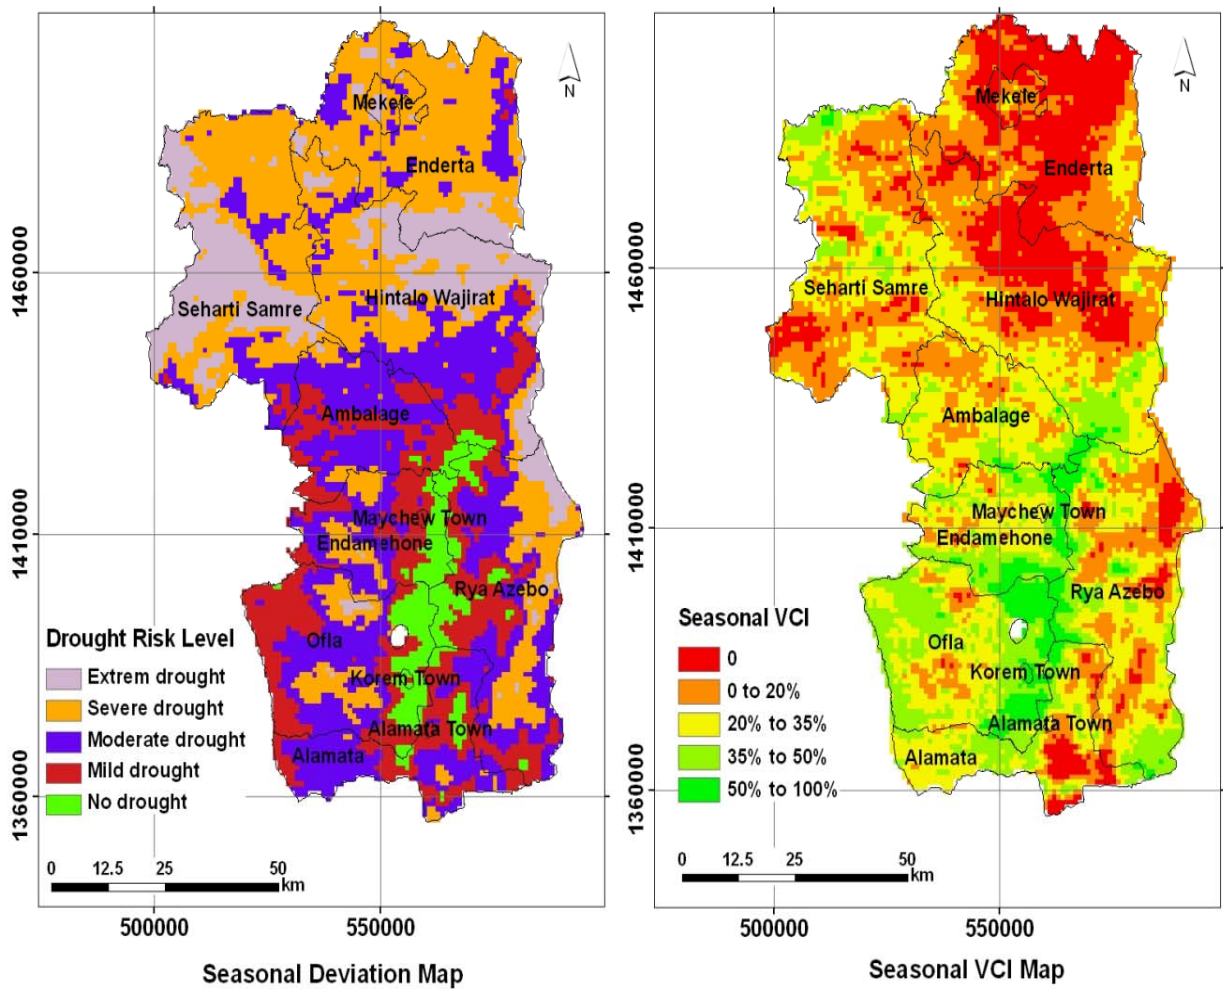 N
Mekele
Enderta
1460000
Hintalo Wajirat
Seharti Samre
Ambalage
1410000
Maychew Town
Endamehone
Rya Azebo
Ofla
Korem Town
Alamata Town
Alamata
1360000
Drought Risk Level
Extrem drought
Severe drought
Moderate drought
Mild drought
No drought
0 12.5 25 50
km
500000 550000
Seasonal Deviation Map
N
Mekele
Enderta
1460000
Seharti Samre
Hintalo Wajirat
Ambalage
1410000
Maychew Town
Endamehone
Rya Azebo
Ofla
Korem Town
Alamata Town
Alamata
1360000
Seasonal VCI
0
0 to 20%
20% to 35%
35% to 50%
50% to 100%
0 12.5 25 50
km
500000 550000
Seasonal VCI Map